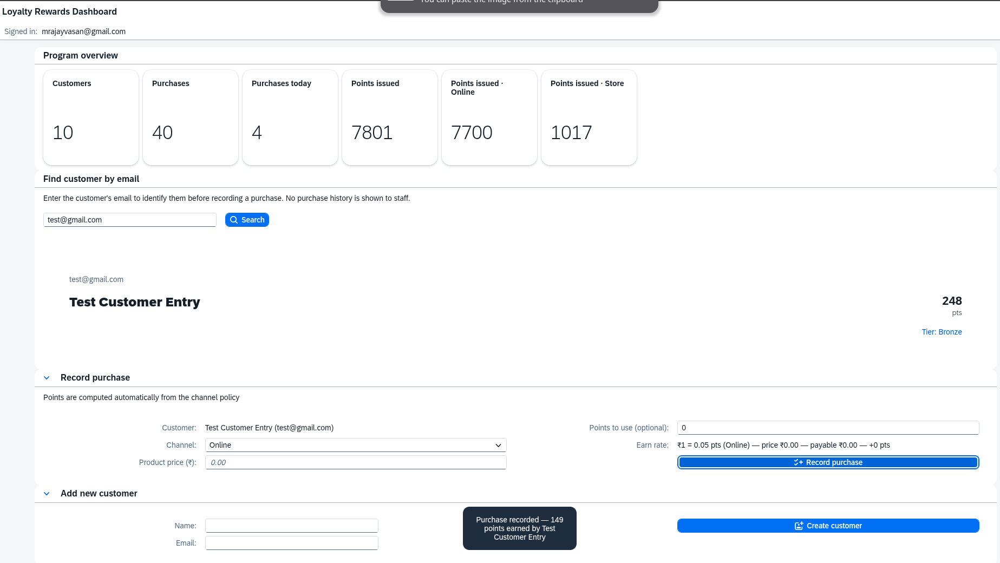 You can paste the image from the clipboard
Loyalty Rewards Dashboard
Signed in: mrajayvasan@gmail.com
Program overview
Customers
10
Purchases
40
Purchases today
4
Points issued
7801
Points issued ·
Online
7700
Points issued · Store
1017
Find customer by email
Enter the customer's email to identify them before recording a purchase. No purchase history is shown to staff.
test@gmail.com
Search
test@gmail.com
Test Customer Entry
248
pts
Tier: Bronze
Record purchase
Points are computed automatically from the channel policy
Customer: Test Customer Entry (test@gmail.com)
Channel: Online
Product price (₹): 0.00
Points to use (optional): 0
Earn rate: ₹1 = 0.05 pts (Online) — price ₹0.00 — payable ₹0.00 — +0 pts
Record purchase
Add new customer
Name:
Email:
Purchase recorded — 149
points earned by Test
Customer Entry
Create customer